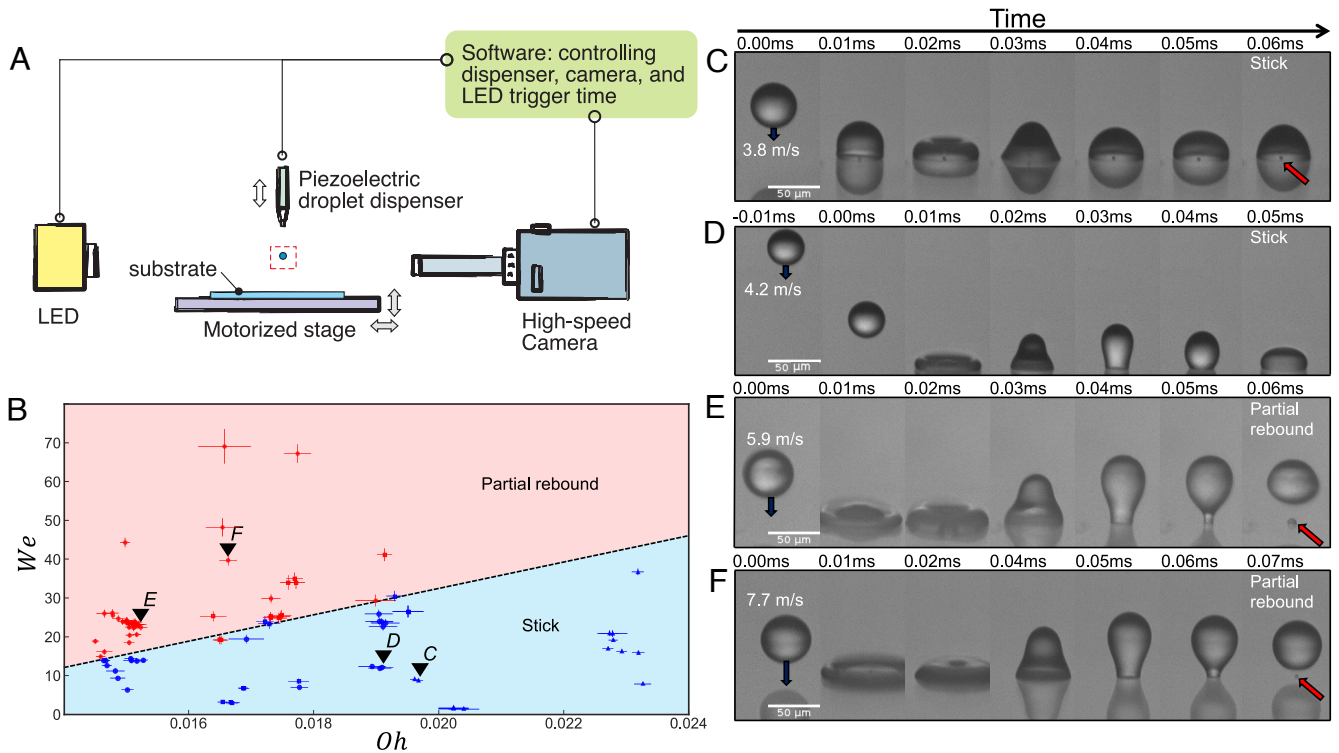 A
Software: controlling
dispenser, camera, and
LED trigger time
Piezoelectric
droplet dispenser
substrate
LED
Motorized stage
High-speed
Camera
B
We
70
60
50
40
30
20
10
0
Partial rebound
Stick
F
E
D
C
0.016
0.018
0.020
0.022
0.024
Oh
Time
0.00ms 0.01ms 0.02ms 0.03ms 0.04ms 0.05ms 0.06ms
C
Stick
3.8 m/s
50 μm
-0.01ms 0.00ms 0.01ms 0.02ms 0.03ms 0.04ms 0.05ms
D
Stick
4.2 m/s
50 μm
0.00ms 0.01ms 0.02ms 0.03ms 0.04ms 0.05ms 0.06ms
E
Partial
rebound
5.9 m/s
50 μm
0.00ms 0.01ms 0.02ms 0.04ms 0.05ms 0.06ms 0.07ms
F
Partial
rebound
7.7 m/s
50 μm